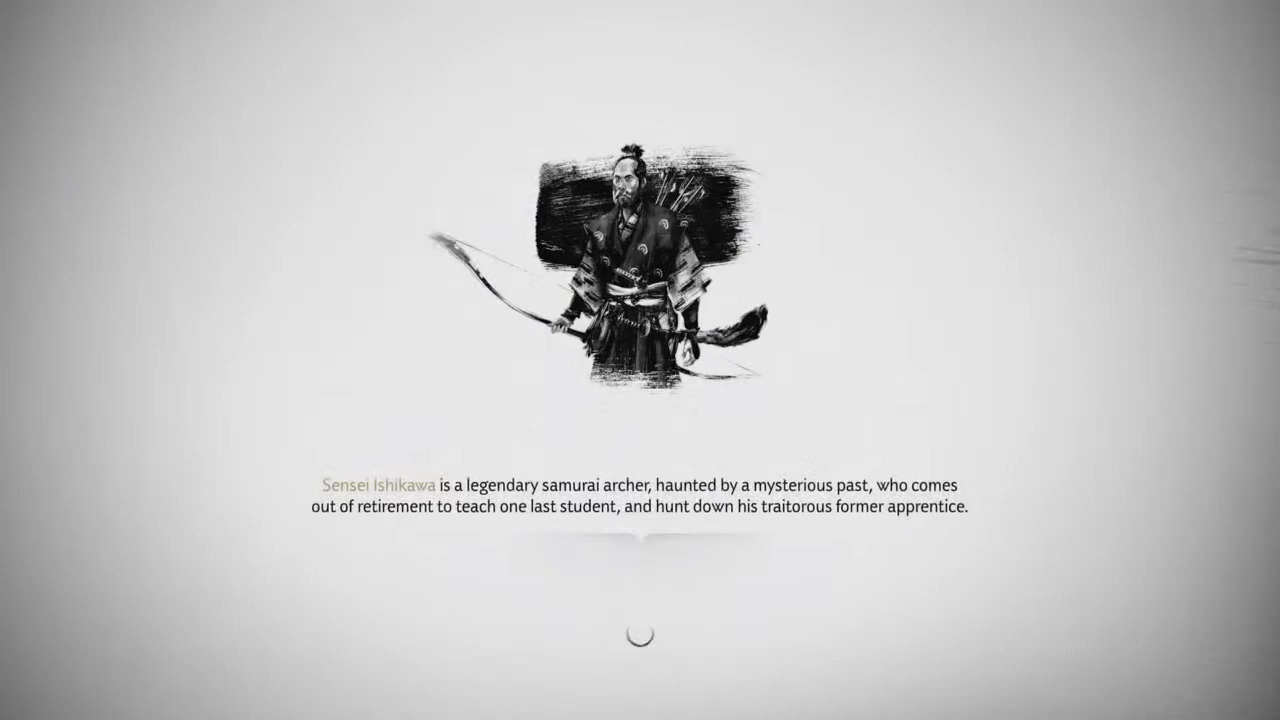 Sensei Ishikawa is a legendary samurai archer, haunted by a mysterious past, who comes
out of retirement to teach one last student, and hunt down his traitorous former apprentice.